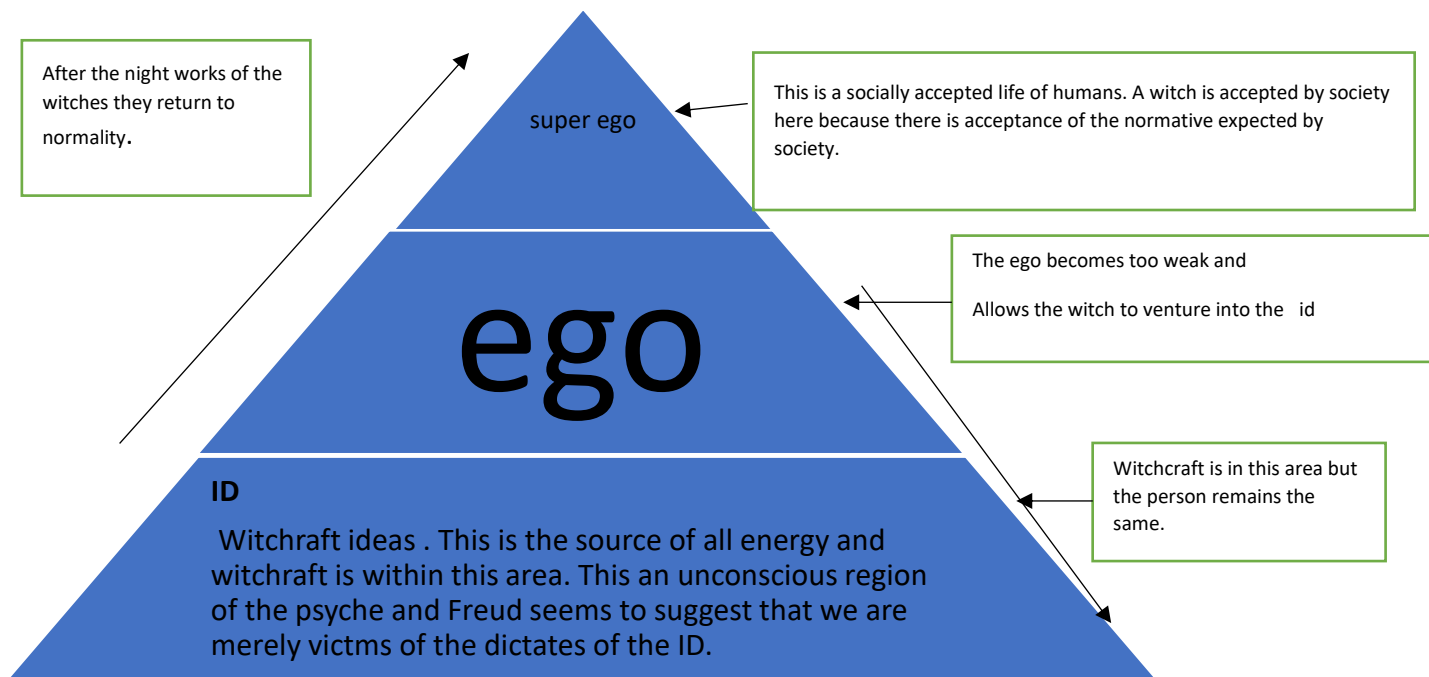 After the night works of the
witches they return to
normality.
super ego
This is a socially accepted life of humans. A witch is accepted by society
here because there is acceptance of the normative expected by
society.
The ego becomes too weak and
Allows the witch to venture into the id
ego
Witchcraft is in this area but
the person remains the
same.
ID
Witchraft ideas . This is the source of all energy and
witchraft is within this area. This an unconscious region
of the psyche and Freud seems to suggest that we are
merely victms of the dictates of the ID.